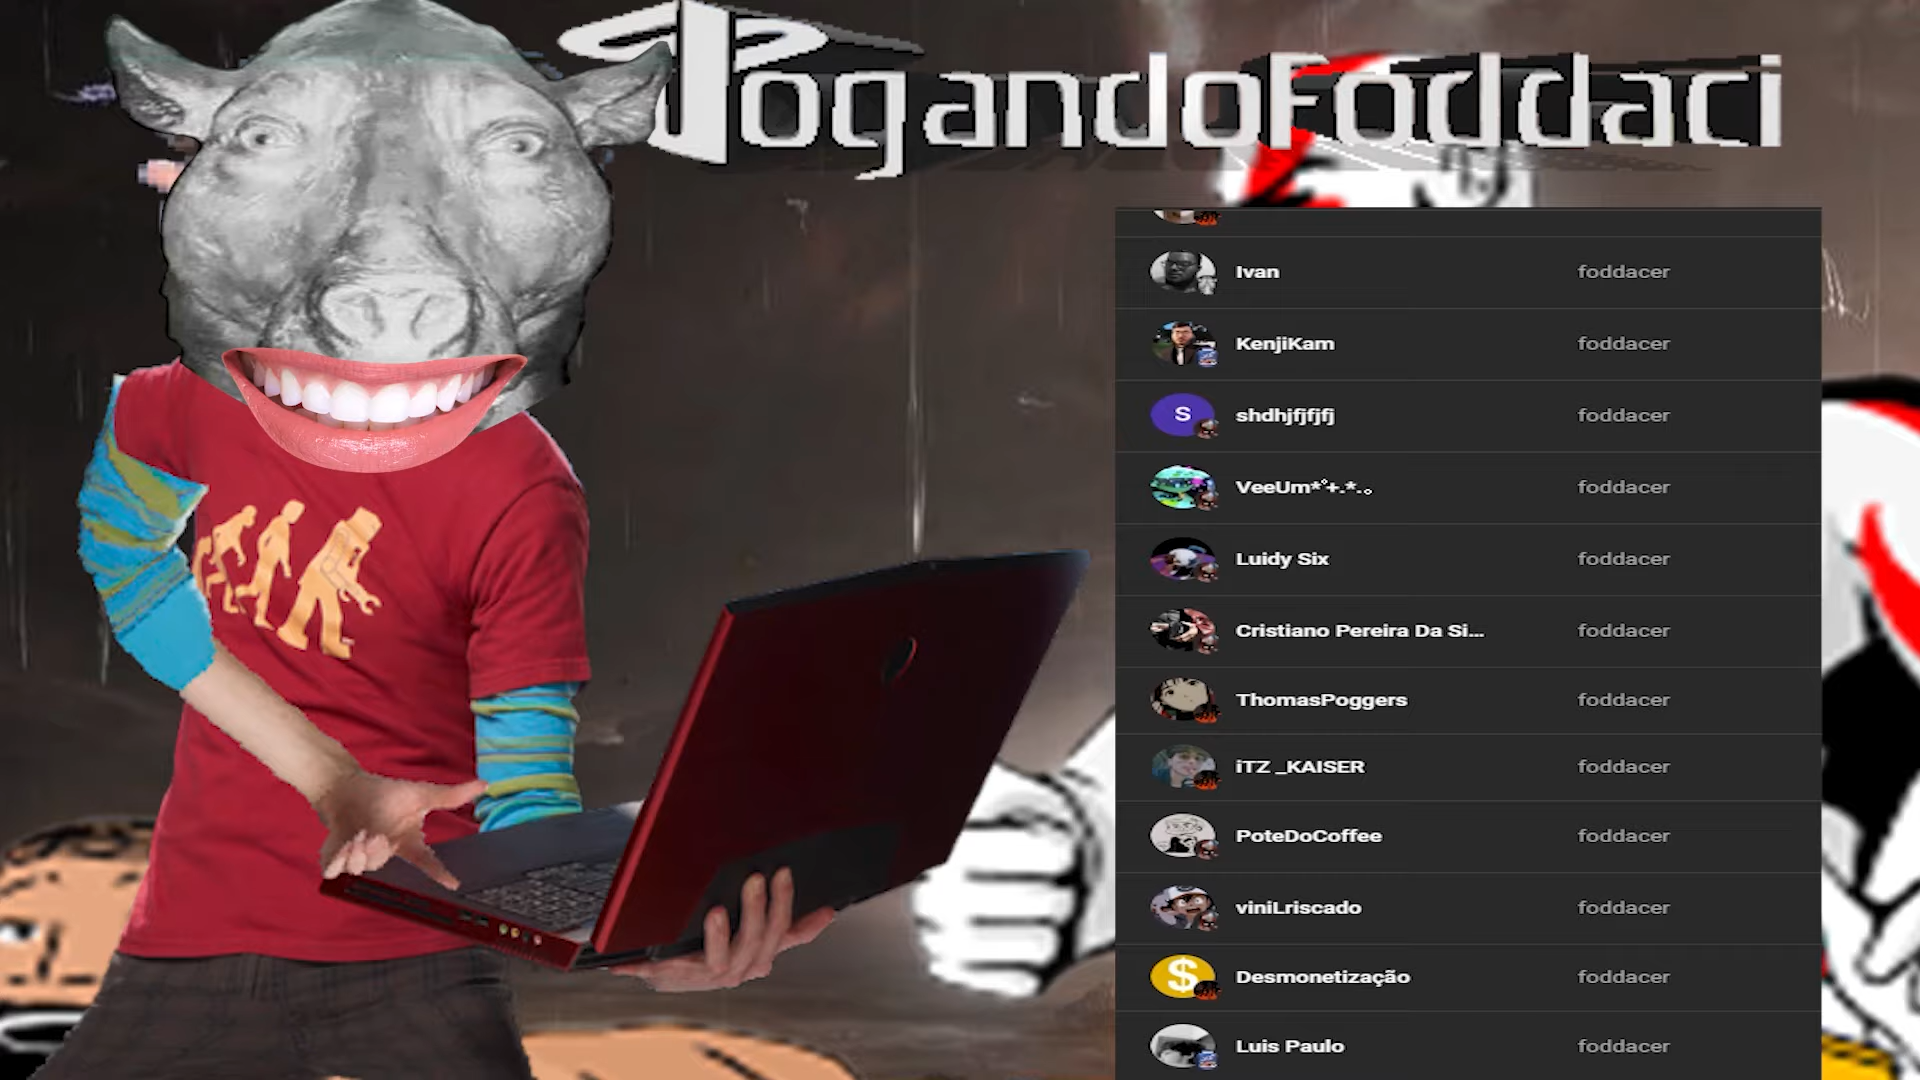 JogandoFoddaci
Ivan foddacer
KenjiKam foddacer
S shdhjfjfjfj foddacer
VeeUm*ﾟ+.*.｡ foddacer
Luidy Six foddacer
Cristiano Pereira Da Si... foddacer
ThomasPoggers foddacer
iTZ _KAISER foddacer
PoteDoCoffee foddacer
viniLriscado foddacer
$ Desmonetização foddacer
Luis Paulo foddacer